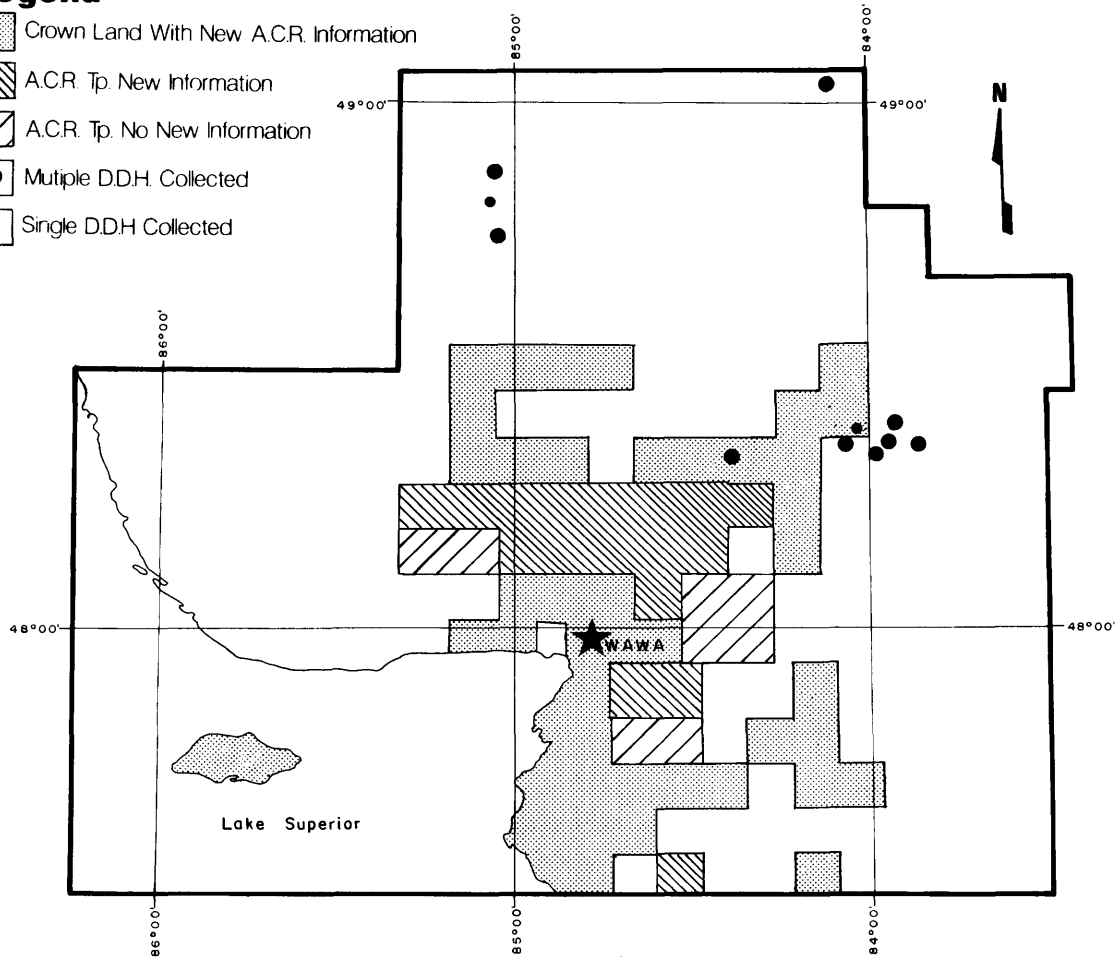 Crown Land With New A.C.R. Information
A.C.R. Tp. New Information
A.C.R. Tp. No New Information
Mutiple D.D.H. Collected
Single D.D.H Collected
85°00'
84°00'
49°00'
49°00'
N
86°00'
48°00'
48°00'
WAWA
Lake Superior
86°00'
85°00'
84°00'